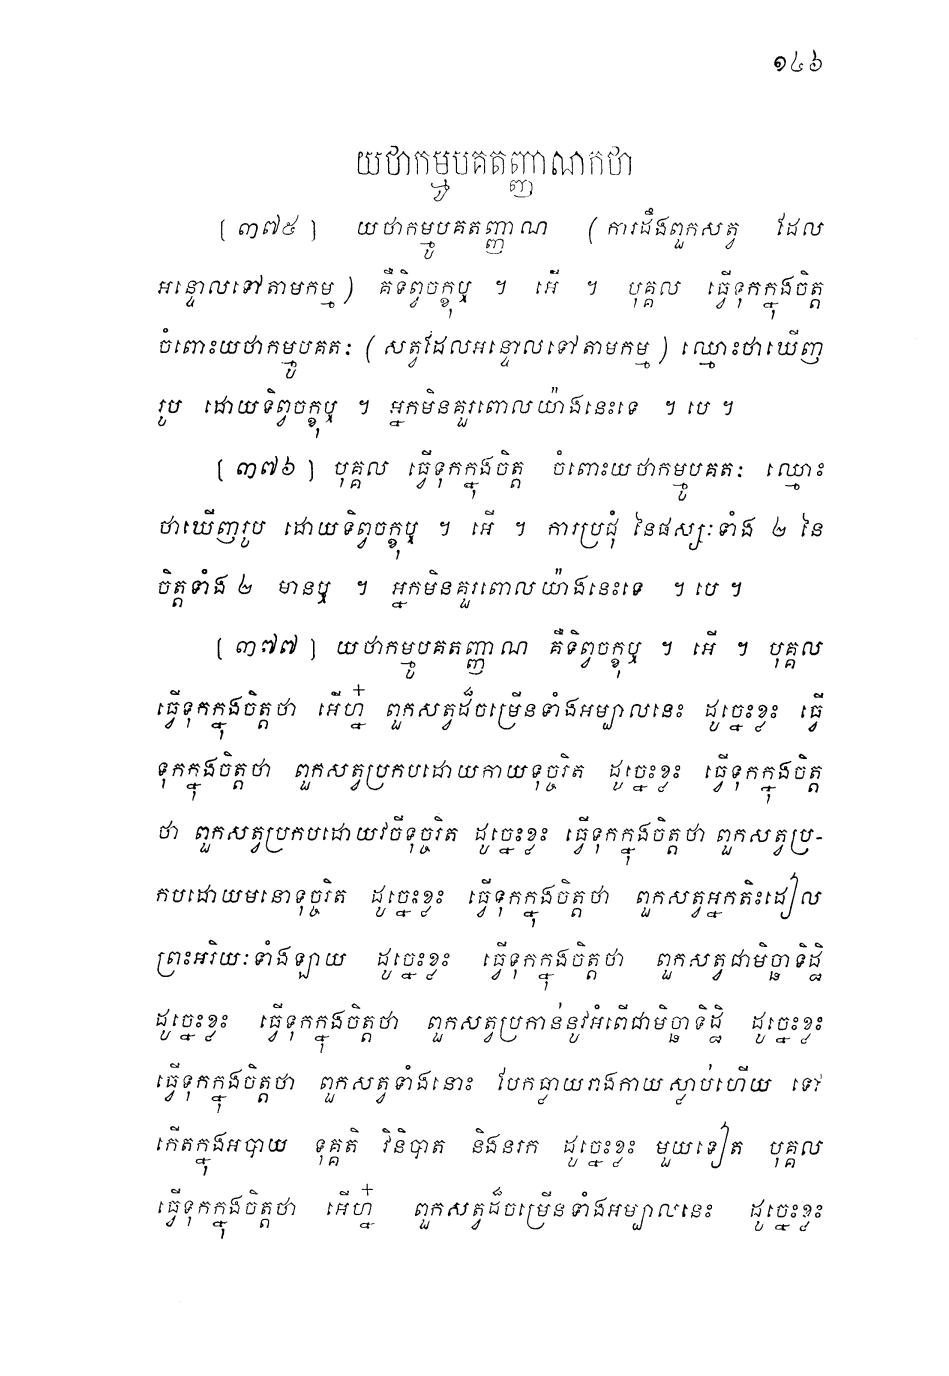 ១៤៦
យថាកម្មូបគតញ្ញាណកថា
[៣៧៥] យថាកម្មូបគតញ្ញាណ (ការដឹងពួកសត្វ ដែល
អន្ទោលទៅតាមកម្ម) គឺទិព្វចក្ខុឬ ។ អើ ។ បុគ្គល ធ្វើទុកក្នុងចិត្ត
ចំពោះយថាកម្មូបគតៈ (សត្វដែលអន្ទោលទៅតាមកម្ម) ឈ្មោះថាឃើញ
រូប ដោយទិព្វចក្ខុឬ ។ អ្នកមិនគួរពោលយ៉ាងនេះទេ ។ បេ ។
[៣៧៦] បុគ្គល ធ្វើទុកក្នុងចិត្ត ចំពោះយថាកម្មូបគតៈ ឈ្មោះ
ថាឃើញរូប ដោយទិព្វចក្ខុឬ ។ អើ ។ ការប្រជុំ នៃផស្សៈទាំង ២ នៃ
ចិត្តទាំង ២ មានឬ ។ អ្នកមិនគួរពោលយ៉ាងនេះទេ ។ បេ ។
[៣៧៧] យថាកម្មូបគតញ្ញាណ គឺទិព្វចក្ខុឬ ។ អើ ។ បុគ្គល
ធ្វើទុកក្នុងចិត្តថា អើហ្ន៎ ពួកសត្វដ៏ចម្រើនទាំងអម្បាលនេះ ដូច្នេះខ្លះ ធ្វើ
ទុកក្នុងចិត្តថា ពួកសត្វប្រកបដោយកាយទុច្ចរិត ដូច្នេះខ្លះ ធ្វើទុកក្នុងចិត្ត
ថា ពួកសត្វប្រកបដោយវចីទុច្ចរិត ដូច្នេះខ្លះ ធ្វើទុកក្នុងចិត្តថា ពួកសត្វប្រ-
កបដោយមនោទុច្ចរិត ដូច្នេះខ្លះ ធ្វើទុកក្នុងចិត្តថា ពួកសត្វអ្នកតិះដៀល
ព្រះអរិយៈទាំងឡាយ ដូច្នេះខ្លះ ធ្វើទុកក្នុងចិត្តថា ពួកសត្វជាមិច្ឆាទិដ្ឋិ
ដូច្នេះខ្លះ ធ្វើទុកក្នុងចិត្តថា ពួកសត្វប្រកាន់នូវអំពើជាមិច្ឆាទិដ្ឋិ ដូច្នេះខ្លះ
ធ្វើទុកក្នុងចិត្តថា ពួកសត្វទាំងនោះ បែកធ្លាយរាងកាយស្លាប់ហើយ ទៅ
កើតក្នុងអបាយ ទុគ្គតិ វិនិបាត និងនរក ដូច្នេះខ្លះ មួយទៀត បុគ្គល
ធ្វើទុកក្នុងចិត្តថា អើហ្ន៎ ពួកសត្វដ៏ចម្រើនទាំងអម្បាលនេះ ដូច្នេះខ្លះ